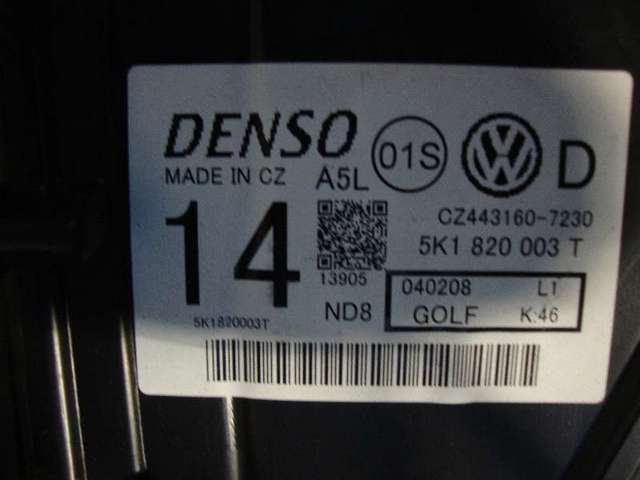 DENSO 01S VW D
MADE IN CZ A5L
CZ443160-7230
14 5K1 820 003 T
13905
040208 L1
ND8 GOLF K:46
5K1820003T